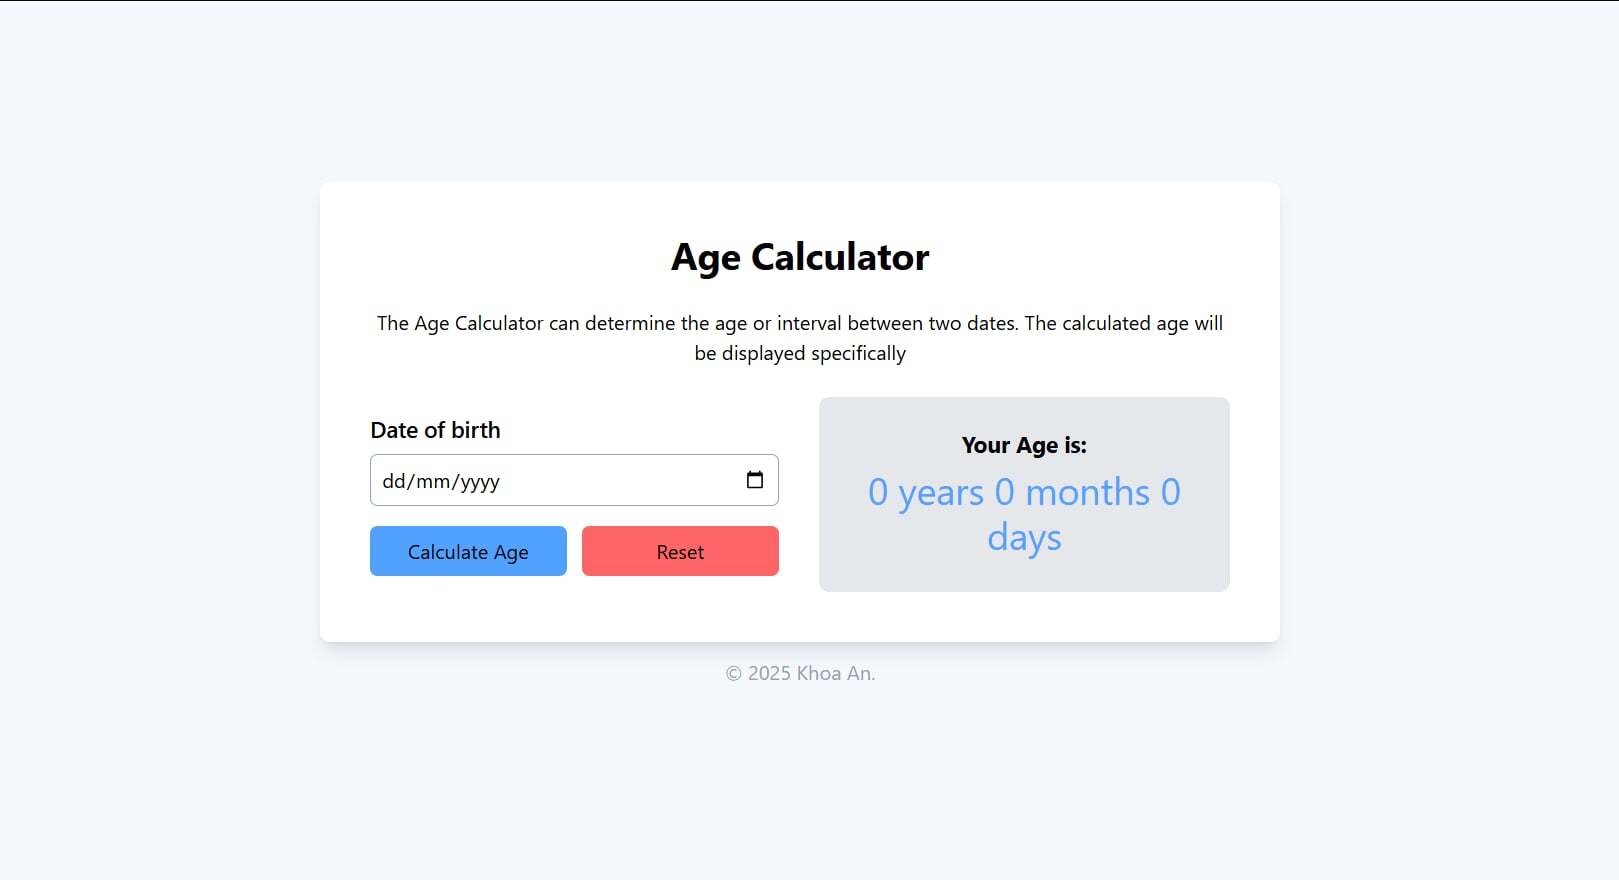 Age Calculator
The Age Calculator can determine the age or interval between two dates. The calculated age will
be displayed specifically
Date of birth
dd/mm/yyyy
Calculate Age
Reset
Your Age is:
0 years 0 months 0
days
© 2025 Khoa An.